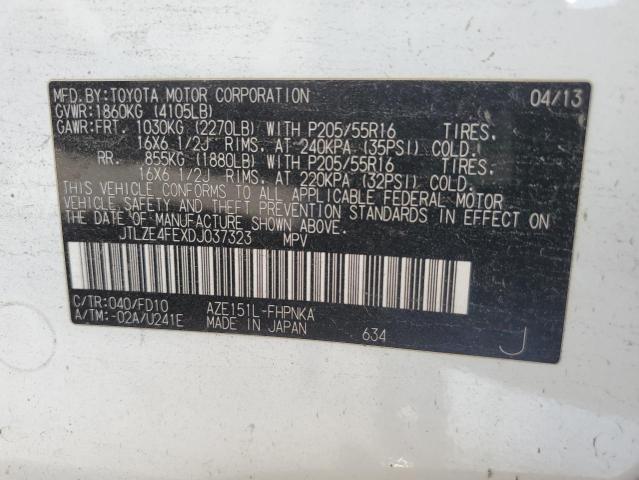 MFD.BY:TOYOTA MOTOR CORPORATION 04/13
GVWR:1860KG (4105LB)
GAWR:FRT. 1030KG (2270LB) WITH P205/55R16 TIRES.
16X6 1/2J RIMS. AT 240KPA (35PSI) COLD.
RR. 855KG (1880LB) WITH P205/55R16 TIRES.
16X6 1/2J RIMS. AT 220KPA (32PSI) COLD.
THIS VEHICLE CONFORMS TO ALL APPLICABLE FEDERAL MOTOR
VEHICLE SAFETY AND THEFT PREVENTION STANDARDS IN EFFECT ON
THE DATE OF MANUFACTURE SHOWN ABOVE.
JTLZE4FEXDJ037323 MPV
C/TR:040/FD10 AZE151L-FHPNKA
A/TM:-02A/U241E MADE IN JAPAN 634 J